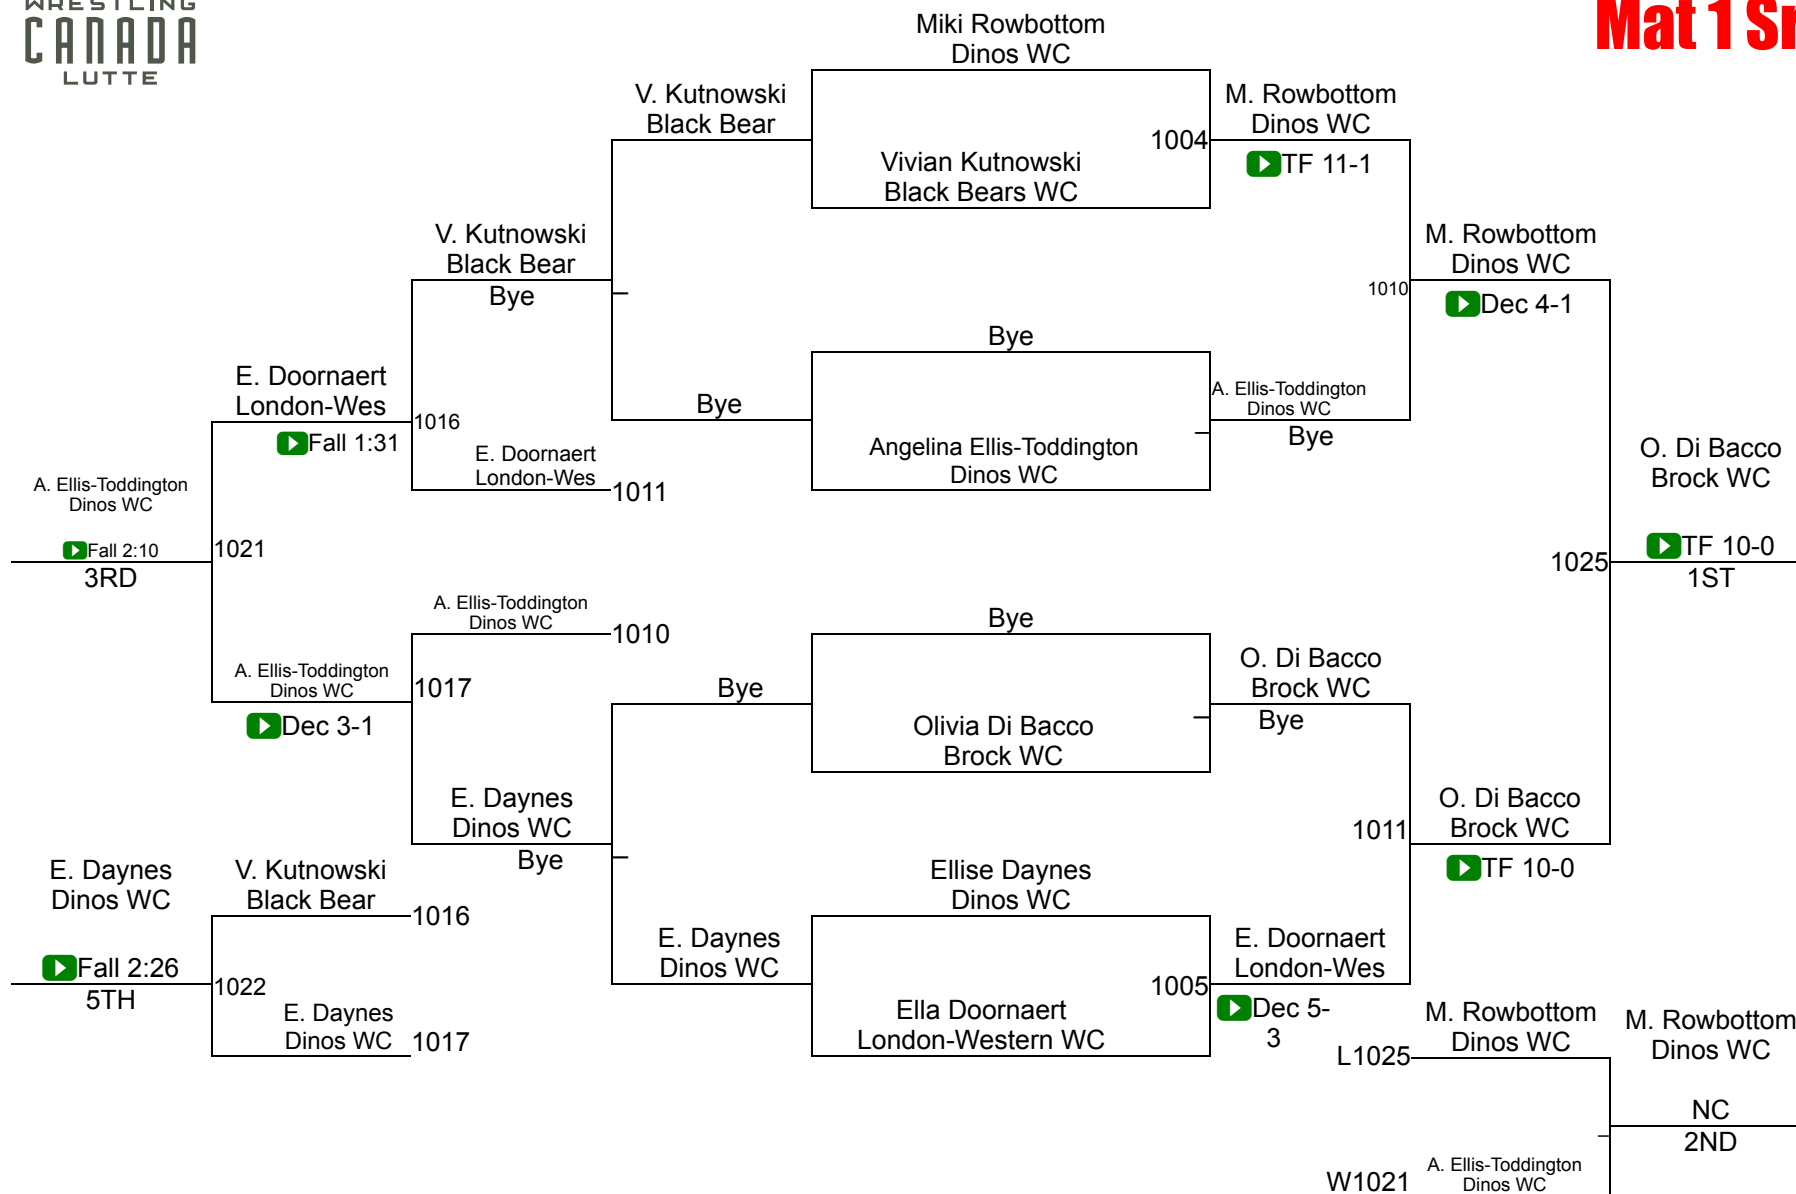 WRESTLING
CANADA
LUTTE
Mat 1 Sr
Miki Rowbottom
Dinos WC
V. Kutnowski
Black Bear
M. Rowbottom
Dinos WC
1004
TF 11-1
Vivian Kutnowski
Black Bears WC
V. Kutnowski
Black Bear
Bye
M. Rowbottom
Dinos WC
1010
Dec 4-1
Bye
E. Doornaert
London-Wes
Fall 1:31
1016
Bye
A. Ellis-Toddington
Dinos WC
Bye
Angelina Ellis-Toddington
Dinos WC
E. Doornaert
London-Wes
1011
O. Di Bacco
Brock WC
A. Ellis-Toddington
Dinos WC
Fall 2:10
3RD
1021
1025
TF 10-0
1ST
A. Ellis-Toddington
Dinos WC
1010
Bye
A. Ellis-Toddington
Dinos WC
1017
Dec 3-1
Bye
O. Di Bacco
Brock WC
Bye
Olivia Di Bacco
Brock WC
E. Daynes
Dinos WC
Bye
1011
O. Di Bacco
Brock WC
TF 10-0
E. Daynes
Dinos WC
V. Kutnowski
Black Bear
1016
Ellise Daynes
Dinos WC
E. Daynes
Dinos WC
E. Doornaert
London-Wes
1005
Fall 2:26
5TH
1022
E. Daynes
Dinos WC
1017
Ella Doornaert
London-Western WC
Dec 5-
3
M. Rowbottom
Dinos WC
L1025
M. Rowbottom
Dinos WC
NC
2ND
W1021
A. Ellis-Toddington
Dinos WC